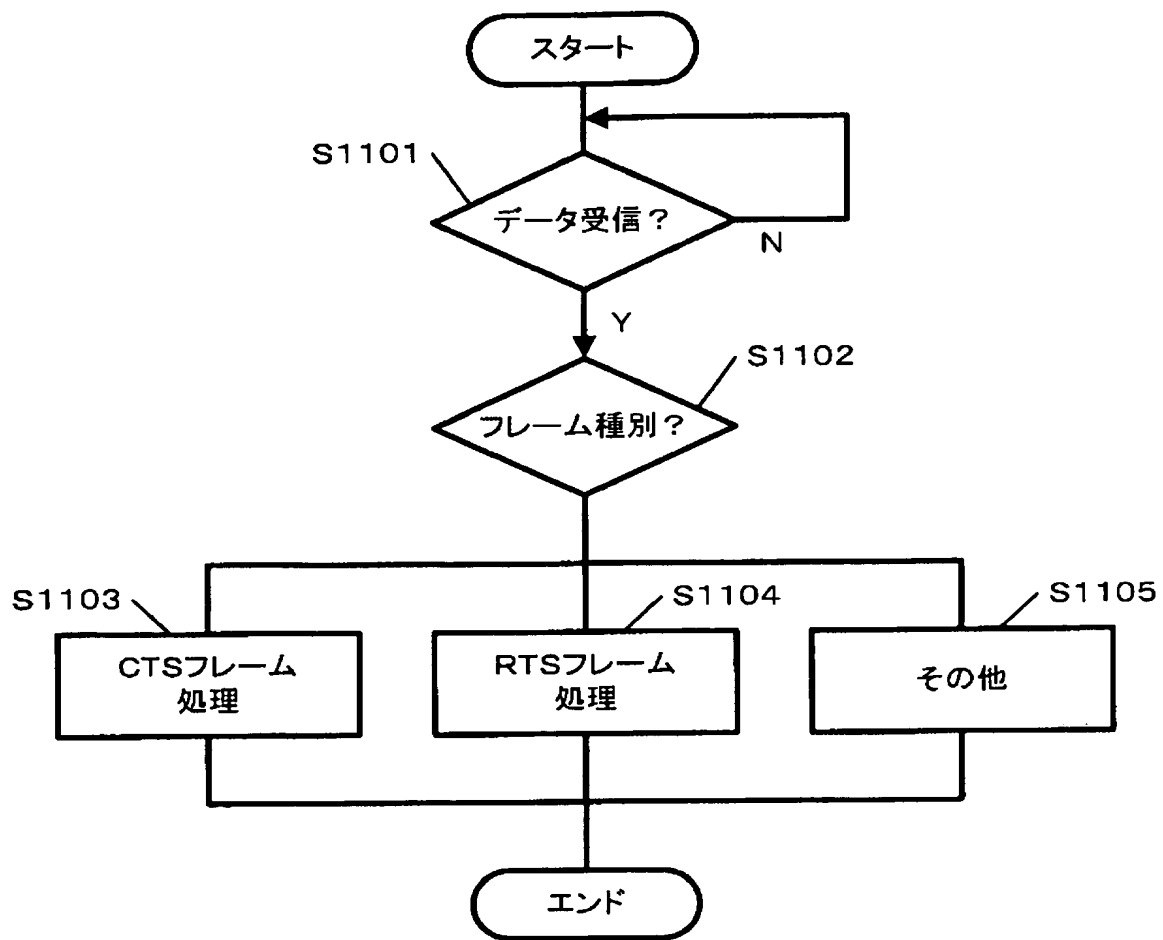 スタート
S1101
データ受信?
N
Y
S1102
フレーム種別?
S1103
S1104
S1105
CTSフレーム
処理
RTSフレーム
処理
その他
エンド